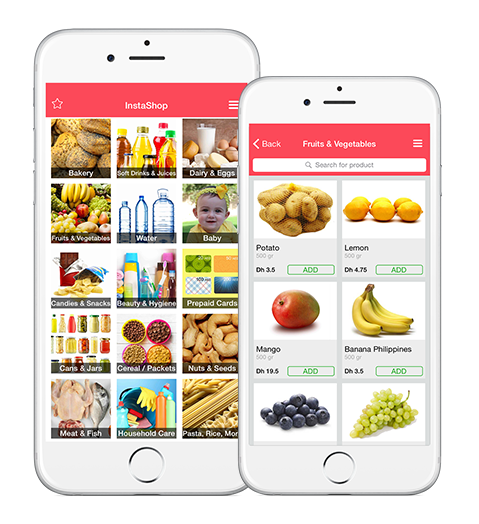 InstaShop
Bakery
Soft Drinks & Juices
Dairy & Eggs
Fruits & Vegetables
Water
Baby
Candies & Snacks
Beauty & Hygiene
Prepaid Cards
Cans & Jars
Cereal / Packets
Nuts & Seeds
Meat & Fish
Household Care
Pasta, Rice, Mor
Back
Fruits & Vegetables
Search for product
Potato
500 gr
Dh 3.5
ADD
Lemon
500 gr
Dh 4.75
ADD
Mango
500 gr
Dh 19.5
ADD
Banana Philippines
500 gr
Dh 3.5
ADD